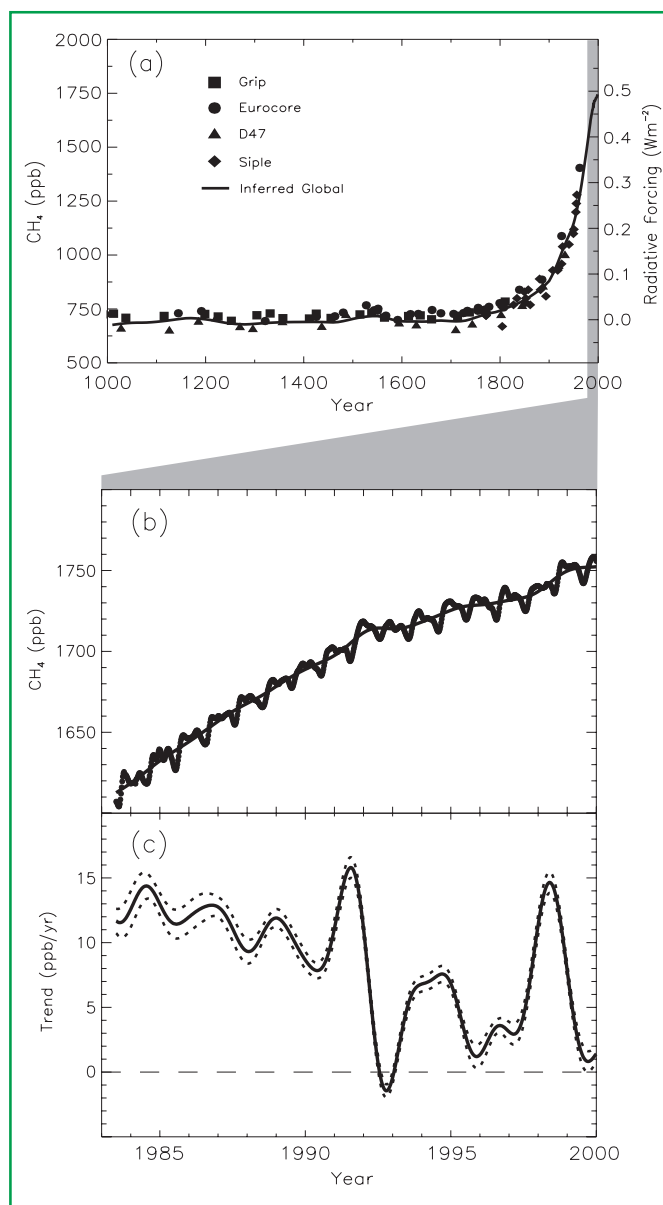 (a)
Grip
Eurocore
D47
Siple
Inferred Global
2000
1750
1500
1250
1000
750
500
CH₄ (ppb)
0.5
0.4
0.3
0.2
0.1
0.0
Radiative Forcing (Wm⁻²)
1000 1200 1400 1600 1800 2000
Year
(b)
1750
1700
1650
CH₄ (ppb)
(c)
15
10
5
0
Trend (ppb/yr)
1985 1990 1995 2000
Year